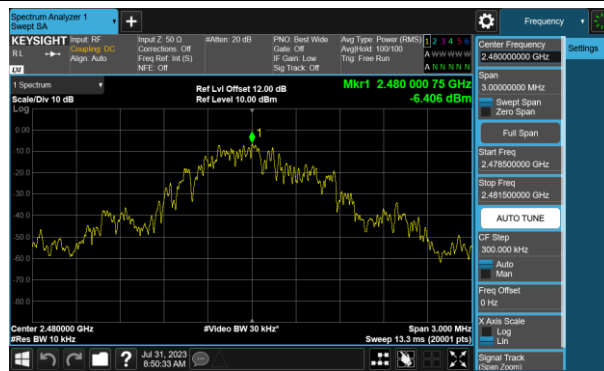 Spectrum Analyzer 1
Swept SA
+
Frequency
KEYSIGHT
RL
Input: RF
Coupling: DC
Align: Auto
Input Z: 50 Ω
Corrections: Off
Freq Ref: Int (S)
NFE: Off
#Atten: 20 dB
PNO: Best Wide
Gate: Off
IF Gain: Low
Sig Track: Off
Avg Type: Power (RMS)
Avg|Hold: 100/100
Trig: Free Run
1 2 3 4 5 6
A W W W W W
A N N N N N
LXI
1 Spectrum
Scale/Div 10 dB
Log
Ref Lvl Offset 12.00 dB
Ref Level 10.00 dBm
Mkr1 2.480 000 75 GHz
-6.406 dBm
1
0.00
-10.0
-20.0
-30.0
-40.0
-50.0
-60.0
-70.0
-80.0
Center 2.480000 GHz
#Res BW 10 kHz
#Video BW 30 kHz*
Span 3.000 MHz
Sweep 13.3 ms (20001 pts)
Center Frequency
2.480000000 GHz
Settings
Span
3.00000000 MHz
Swept Span
Zero Span
Full Span
Start Freq
2.478500000 GHz
Stop Freq
2.481500000 GHz
AUTO TUNE
CF Step
300.000 kHz
Auto
Man
Freq Offset
0 Hz
X Axis Scale
Log
Lin
Signal Track
(Span Zoom)
?
Jul 31, 2023
8:50:33 AM